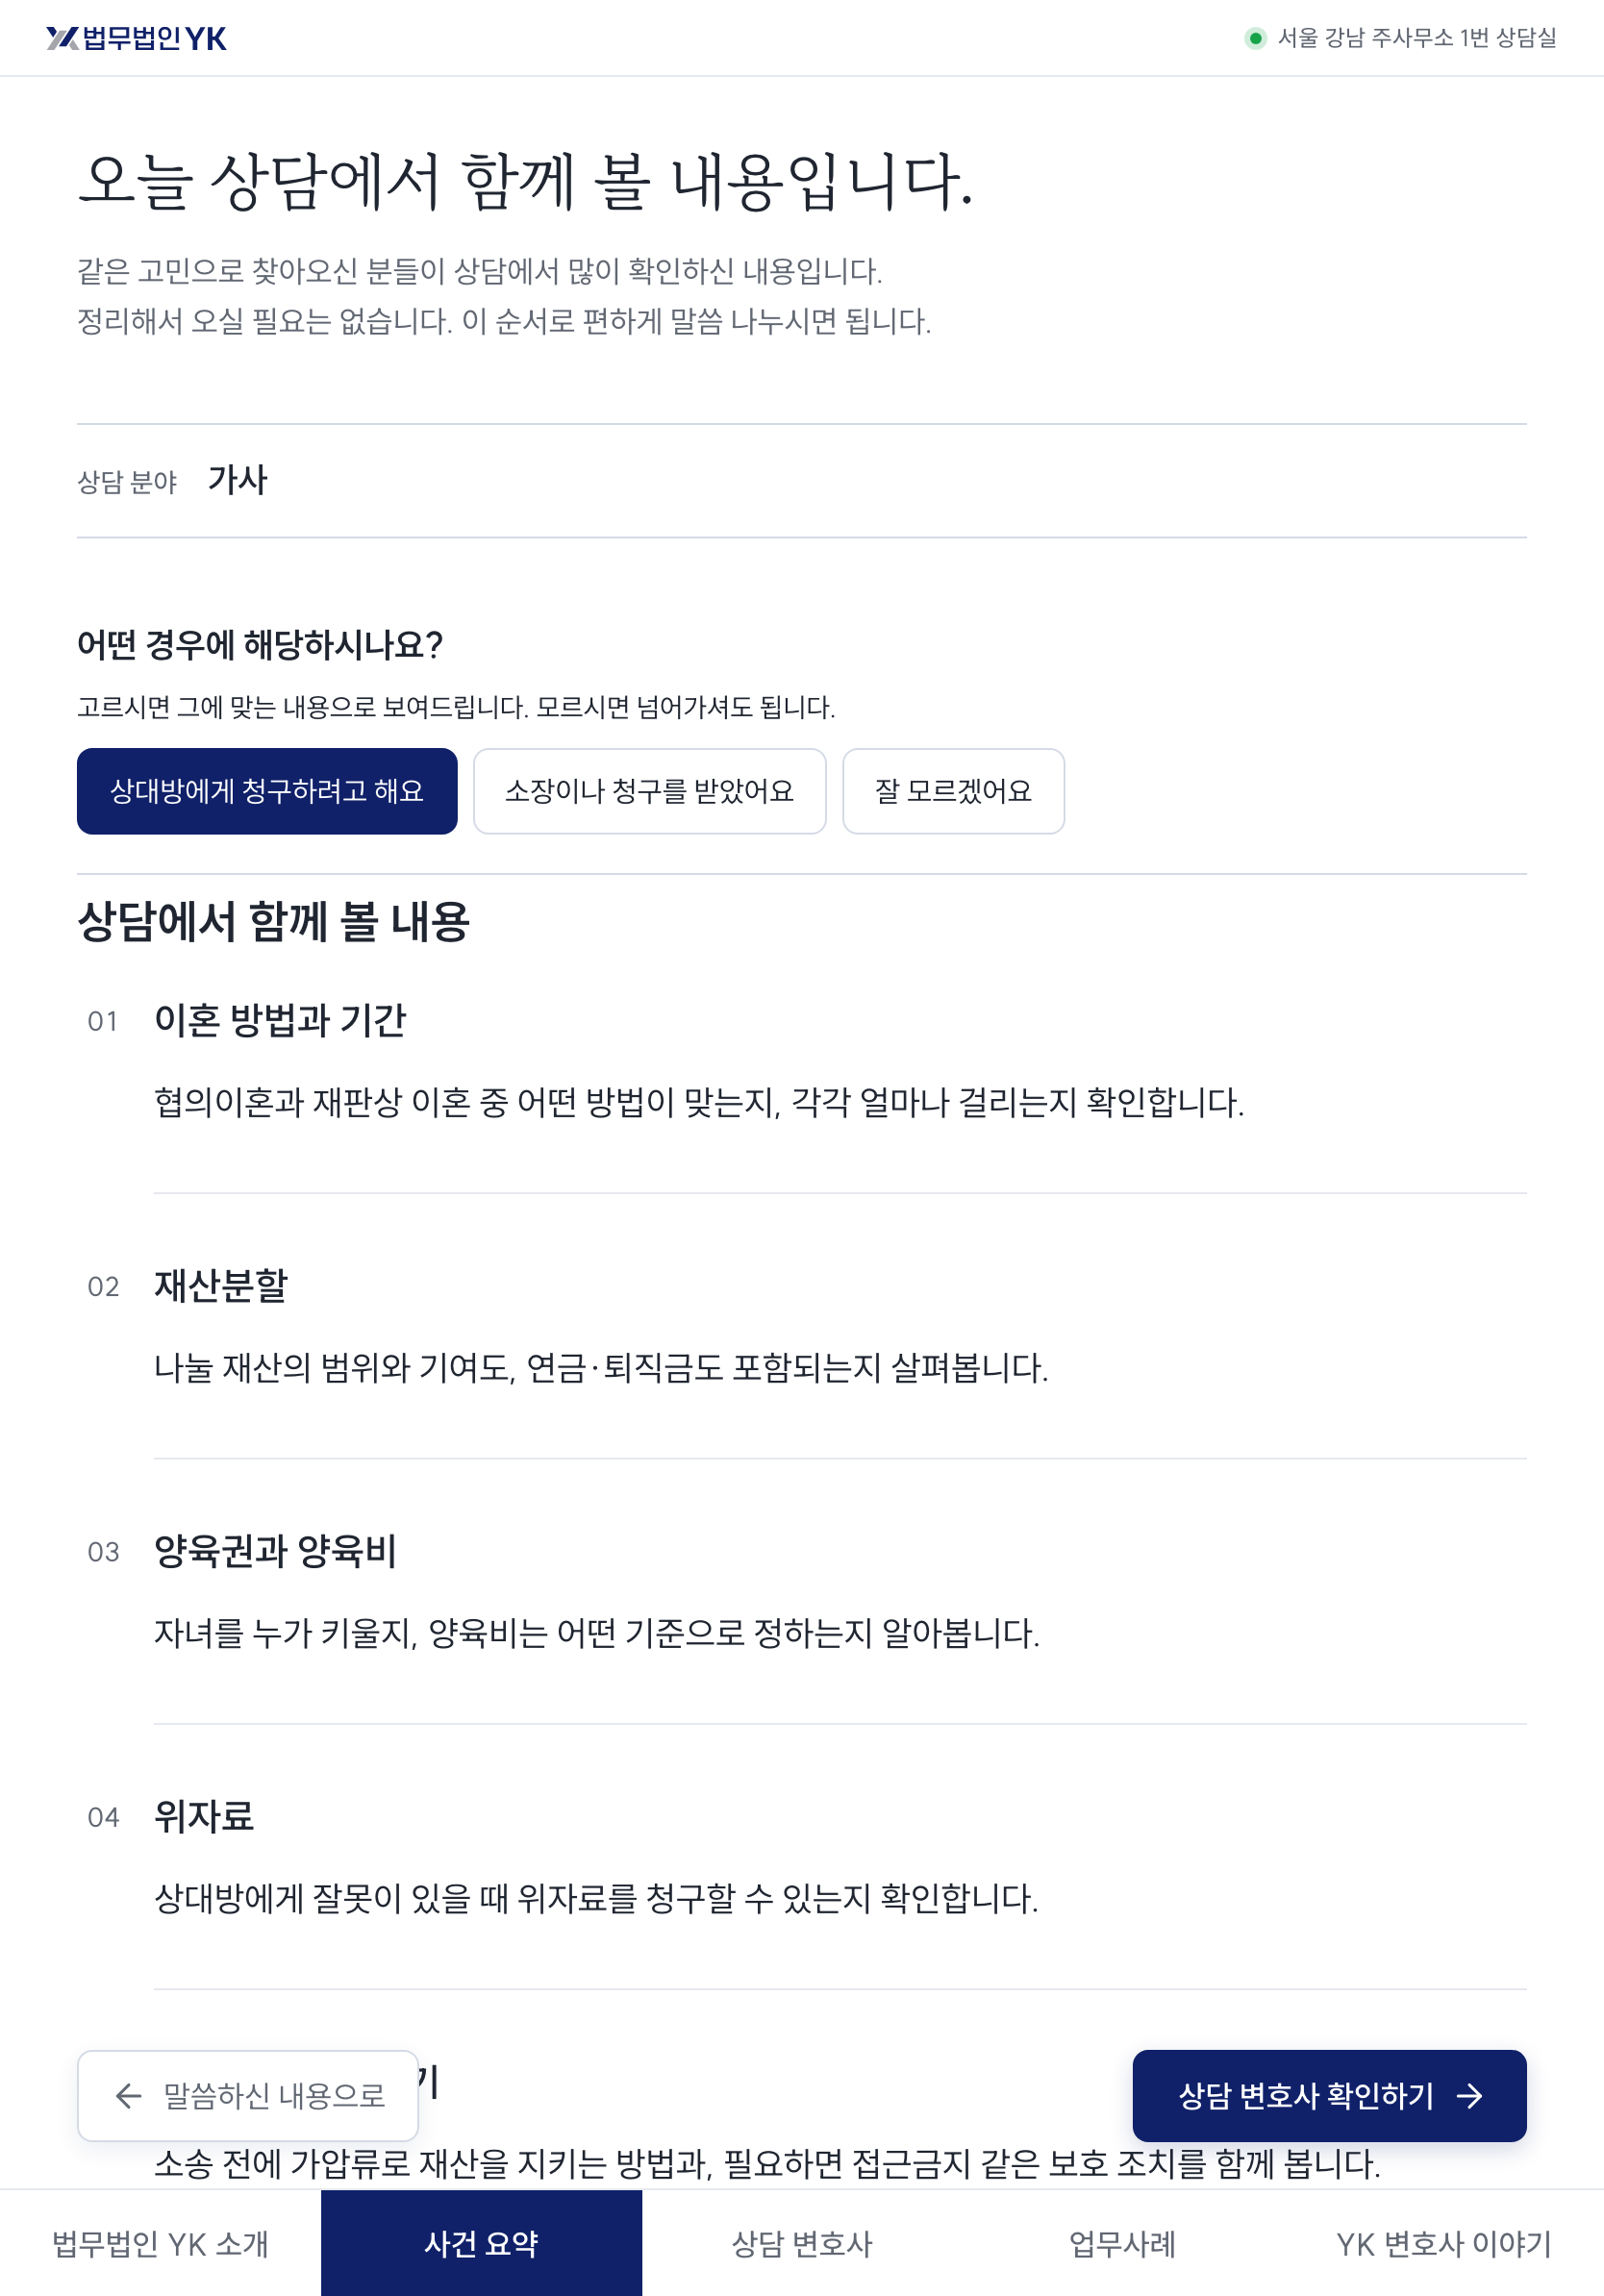 법무법인 YK
서울 강남 주사무소 1번 상담실
오늘 상담에서 함께 볼 내용입니다.
같은 고민으로 찾아오신 분들이 상담에서 많이 확인하신 내용입니다.
정리해서 오실 필요는 없습니다. 이 순서로 편하게 말씀 나누시면 됩니다.
상담 분야 가사
어떤 경우에 해당하시나요?
고르시면 그에 맞는 내용으로 보여드립니다. 모르시면 넘어가셔도 됩니다.
상대방에게 청구하려고 해요 소장이나 청구를 받았어요 잘 모르겠어요
상담에서 함께 볼 내용
01 이혼 방법과 기간
협의이혼과 재판상 이혼 중 어떤 방법이 맞는지, 각각 얼마나 걸리는지 확인합니다.
02 재산분할
나눌 재산의 범위와 기여도, 연금·퇴직금도 포함되는지 살펴봅니다.
03 양육권과 양육비
자녀를 누가 키울지, 양육비는 어떤 기준으로 정하는지 알아봅니다.
04 위자료
상대방에게 잘못이 있을 때 위자료를 청구할 수 있는지 확인합니다.
← 말씀하신 내용으로 상담 변호사 확인하기 →
소송 전에 가압류로 재산을 지키는 방법과, 필요하면 접근금지 같은 보호 조치를 함께 봅니다.
법무법인 YK 소개 사건 요약 상담 변호사 업무사례 YK 변호사 이야기